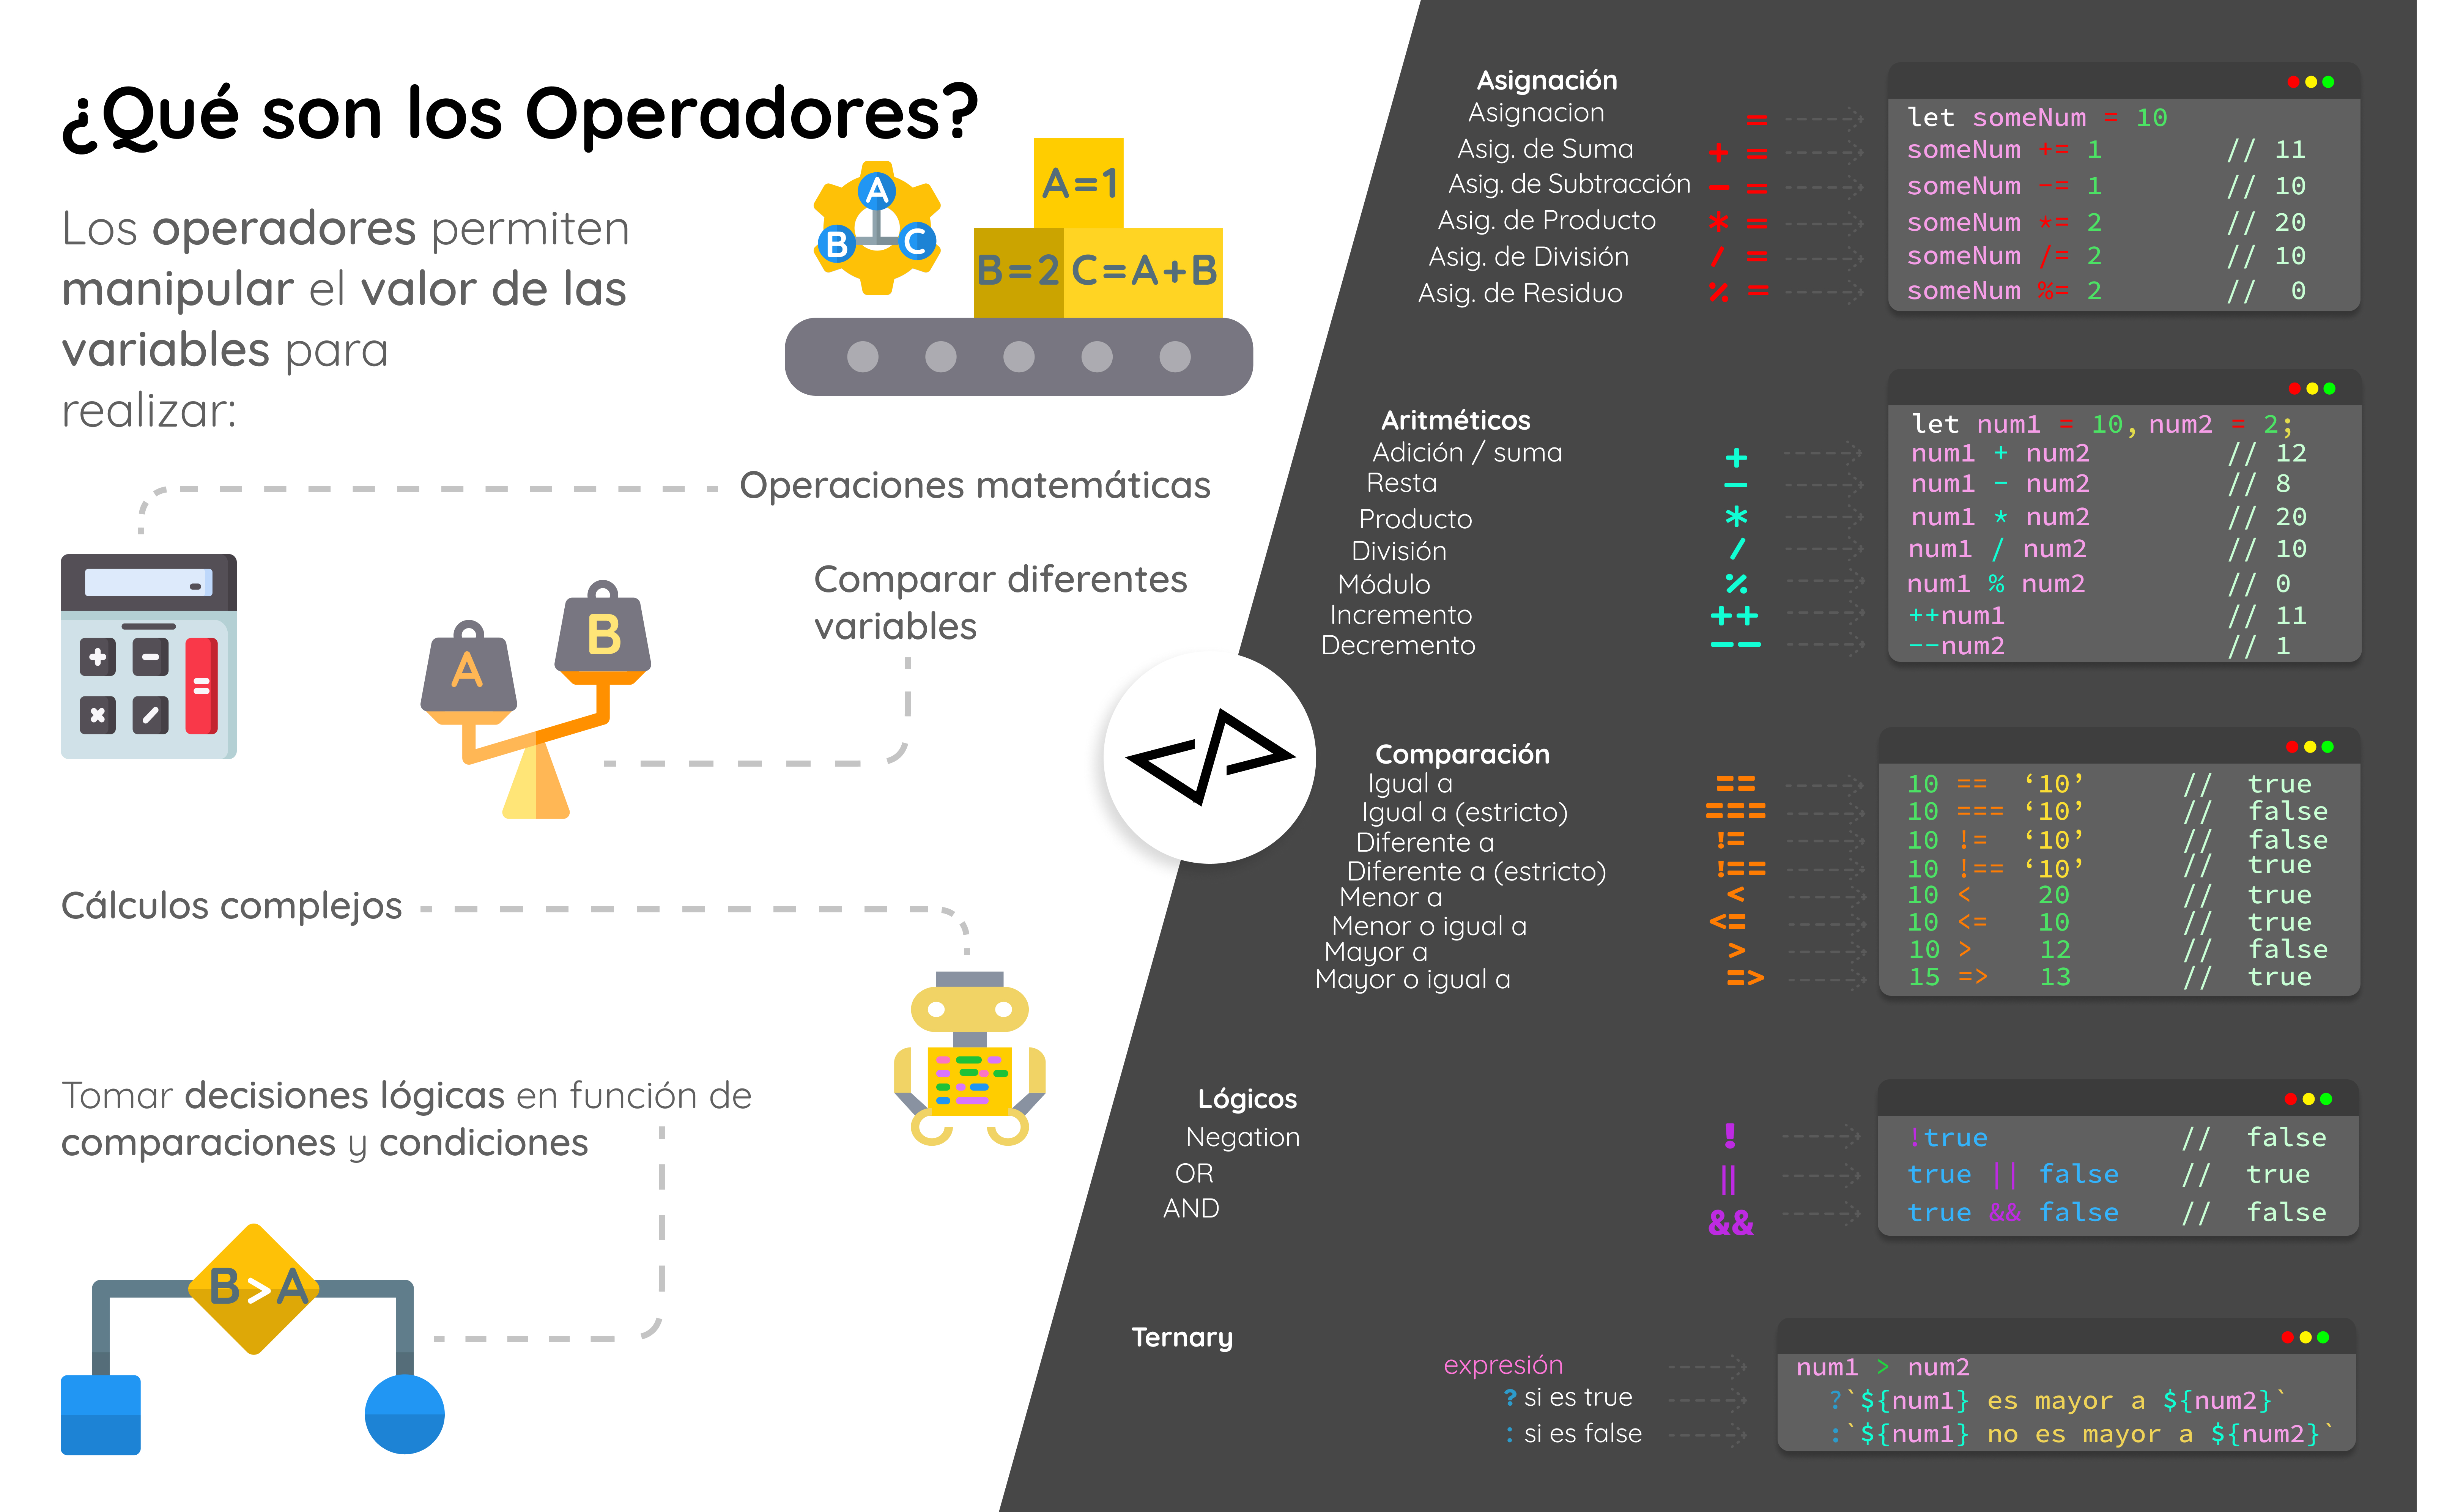 ¿Qué son los Operadores?
Los operadores permiten
manipular el valor de las
variables para
realizar:
A
B
C
A=1
B=2
C=A+B
Operaciones matemáticas
Comparar diferentes
variables
A
B
Cálculos complejos
Tomar decisiones lógicas en función de
comparaciones y condiciones
B>A
</>
Asignación
Asignacion = let someNum = 10
Asig. de Suma + = someNum += 1 // 11
Asig. de Subtracción - = someNum -= 1 // 10
Asig. de Producto * = someNum *= 2 // 20
Asig. de División / = someNum /= 2 // 10
Asig. de Residuo % = someNum %= 2 // 0
Aritméticos
let num1 = 10, num2 = 2;
Adición / suma + num1 + num2 // 12
Resta - num1 - num2 // 8
Producto * num1 * num2 // 20
División / num1 / num2 // 10
Módulo % num1 % num2 // 0
Incremento ++ ++num1 // 11
Decremento -- --num2 // 1
Comparación
Igual a == 10 == ‘10’ // true
Igual a (estricto) === 10 === ‘10’ // false
Diferente a != 10 != ‘10’ // false
Diferente a (estricto) !== 10 !== ‘10’ // true
Menor a < 10 < 20 // true
Menor o igual a <= 10 <= 10 // true
Mayor a > 10 > 12 // false
Mayor o igual a => 15 => 13 // true
Lógicos
Negation ! !true // false
OR || true || false // true
AND && true && false // false
Ternary
expresión num1 > num2
? si es true ?`${num1} es mayor a ${num2}`
: si es false :`${num1} no es mayor a ${num2}`